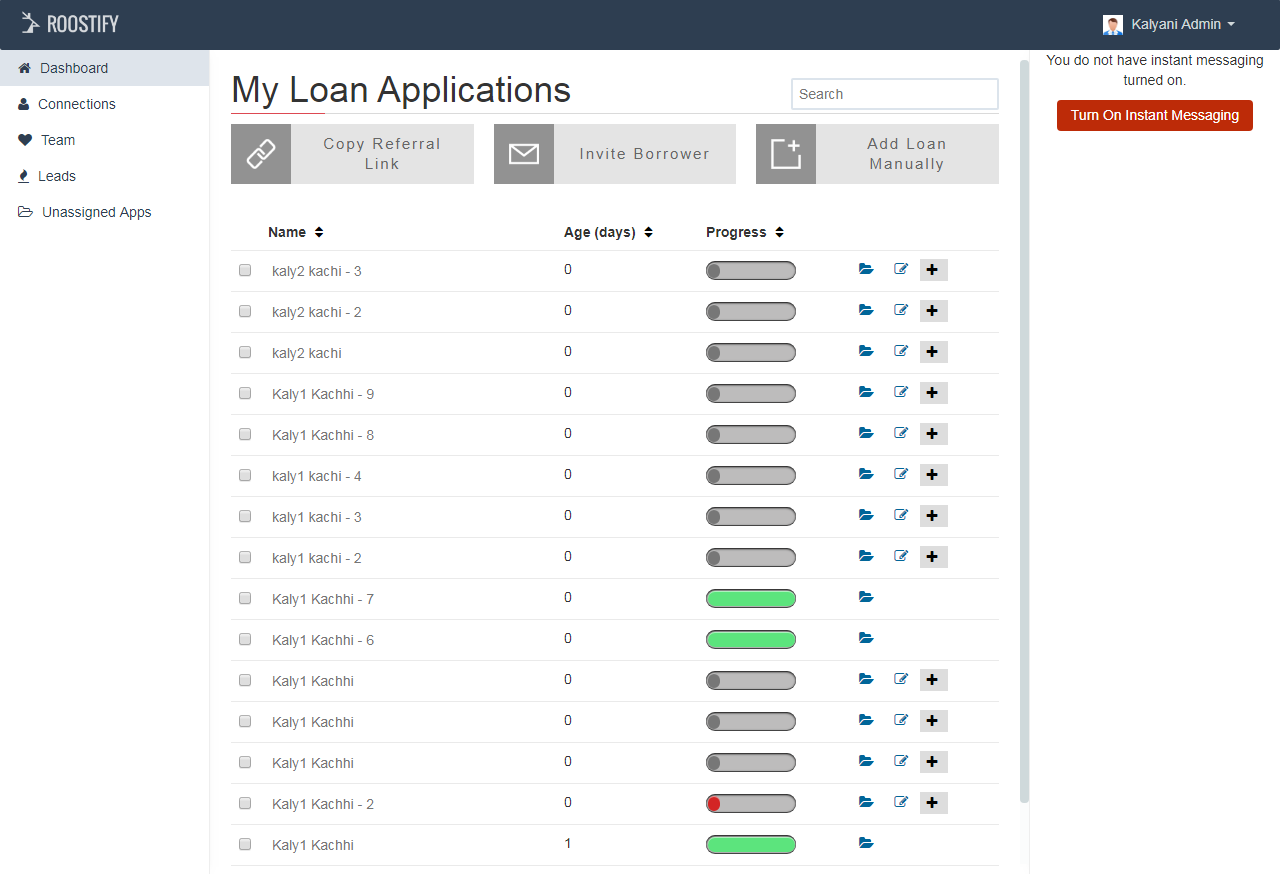 ROOSTIFY
Kalyani Admin
Dashboard
Connections
Team
Leads
Unassigned Apps
My Loan Applications
Search
Copy Referral
Link
Invite Borrower
Add Loan
Manually
Name Age (days) Progress
kaly2 kachi - 3 0
kaly2 kachi - 2 0
kaly2 kachi 0
Kaly1 Kachhi - 9 0
Kaly1 Kachhi - 8 0
kaly1 kachi - 4 0
kaly1 kachi - 3 0
kaly1 kachi - 2 0
Kaly1 Kachhi - 7 0
Kaly1 Kachhi - 6 0
Kaly1 Kachhi 0
Kaly1 Kachhi 0
Kaly1 Kachhi 0
Kaly1 Kachhi - 2 0
Kaly1 Kachhi 1
You do not have instant messaging
turned on.
Turn On Instant Messaging